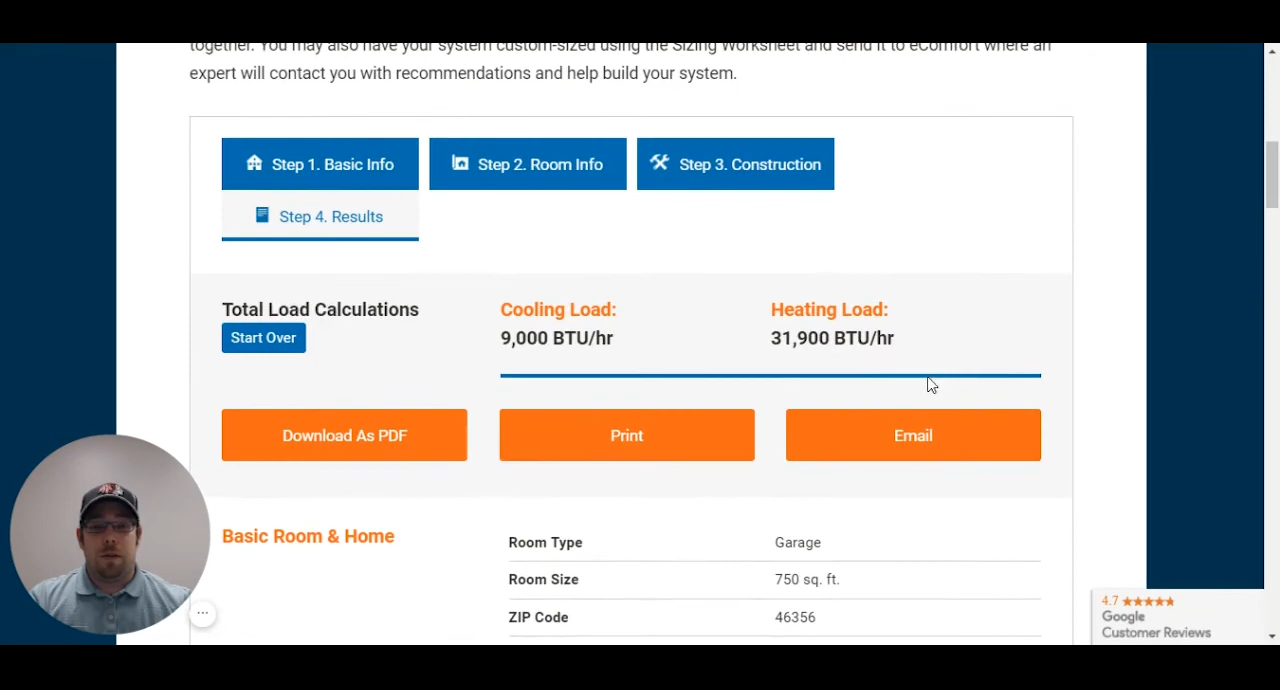 together. You may also have your system custom-sized using the Sizing Worksheet and send it to eComfort where an
expert will contact you with recommendations and help build your system.
Step 1. Basic Info
Step 2. Room Info
Step 3. Construction
Step 4. Results
Total Load Calculations
Start Over
Cooling Load:
9,000 BTU/hr
Heating Load:
31,900 BTU/hr
Download As PDF
Print
Email
Basic Room & Home
Room Type Garage
Room Size 750 sq. ft.
ZIP Code 46356
4.7
Google
Customer Reviews